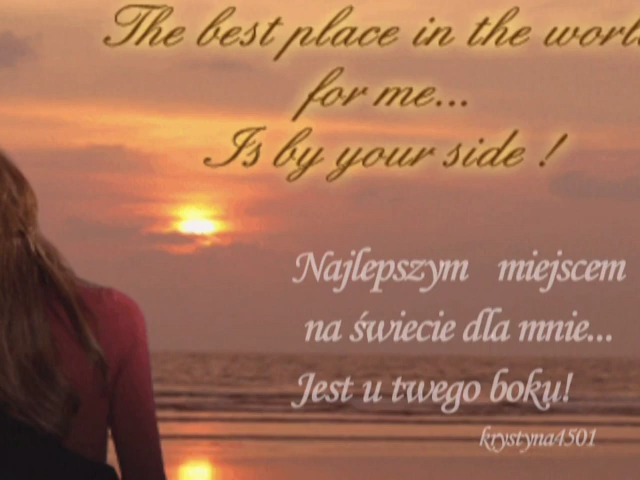 The best place in the worl
for me...
Is by your side !
Najlepszym miejscem
na świecie dla mnie...
Jest u twego boku!
krystyna4501